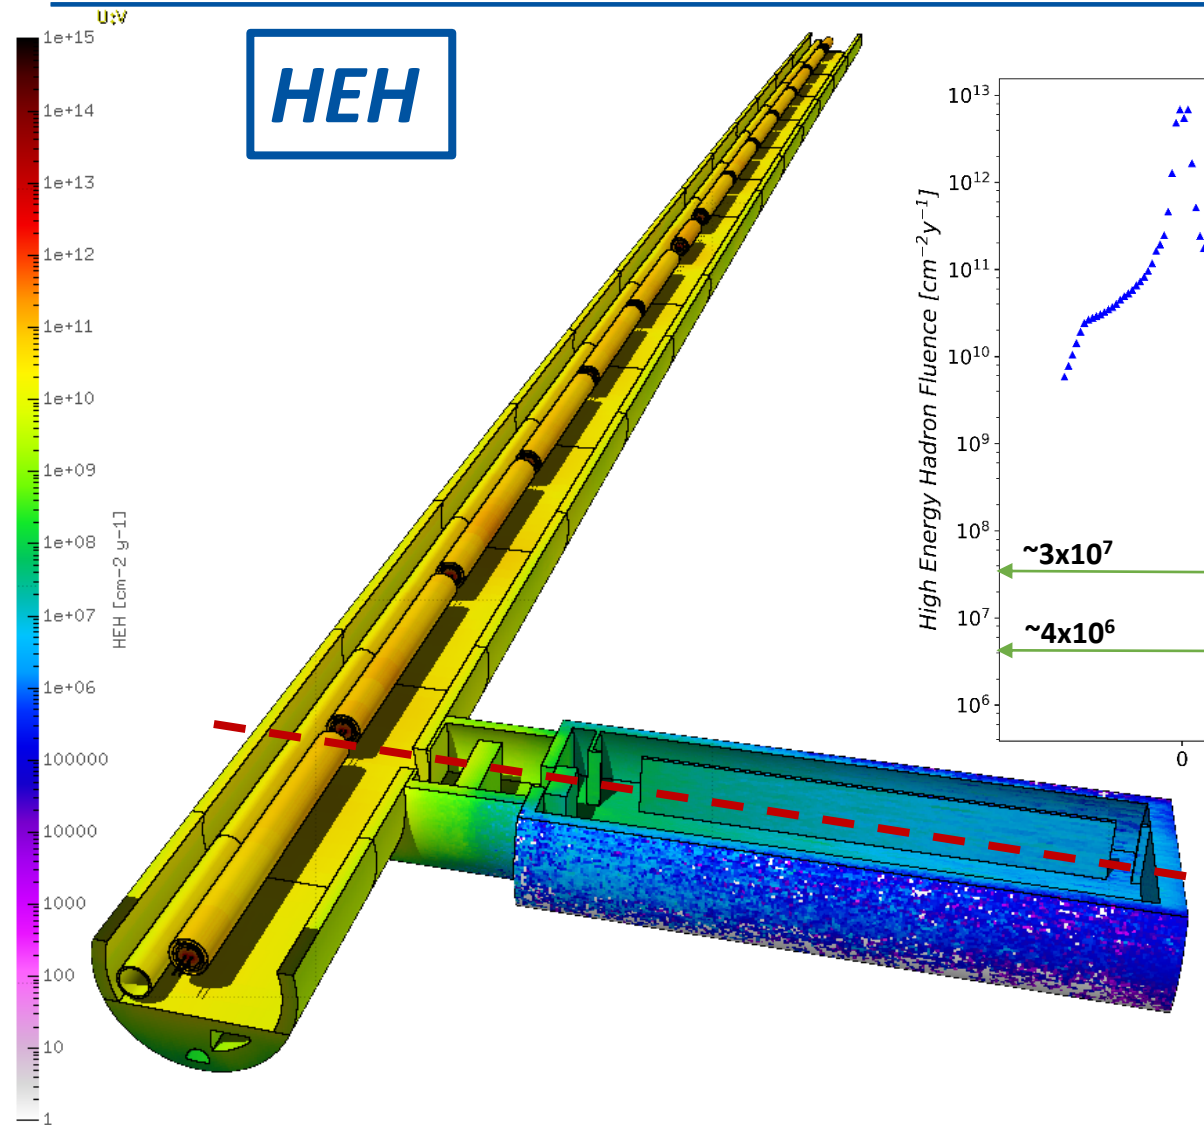 U:V
HEH
1e+15
1e+14
1e+13
1e+12
1e+11
1e+10
1e+09
1e+08
1e+07
1e+06
100000
10000
1000
100
10
1
HEH [cm-2 y-1]
High Energy Hadron Fluence [cm⁻²y⁻¹]
10¹³
10¹²
10¹¹
10¹⁰
10⁹
10⁸
~3x10⁷
10⁷
~4x10⁶
10⁶
0